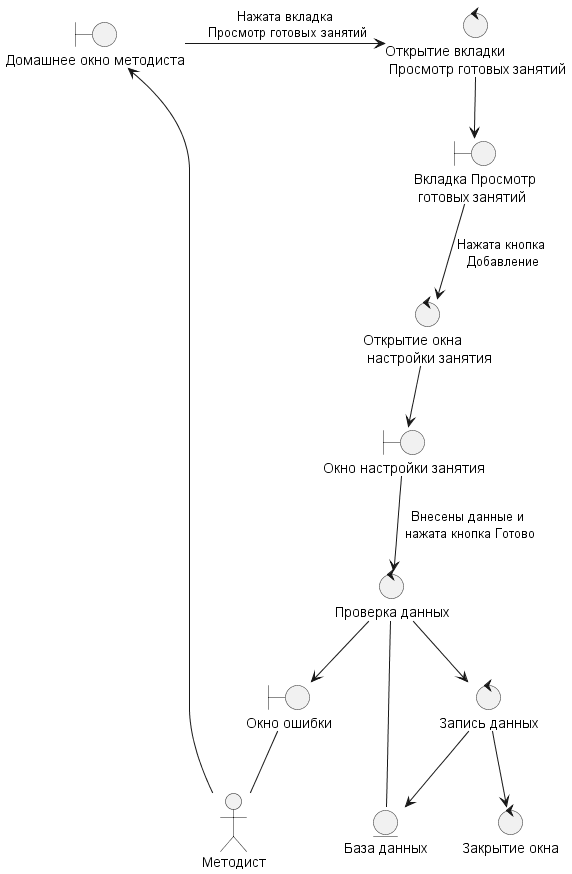 Нажата вкладка
Просмотр готовых занятий
Домашнее окно методиста
Открытие вкладки
Просмотр готовых занятий
Вкладка Просмотр
готовых занятий
Нажата кнопка
Добавление
Открытие окна
настройки занятия
Окно настройки занятия
Внесены данные и
нажата кнопка Готово
Проверка данных
Окно ошибки
Запись данных
Методист
База данных
Закрытие окна